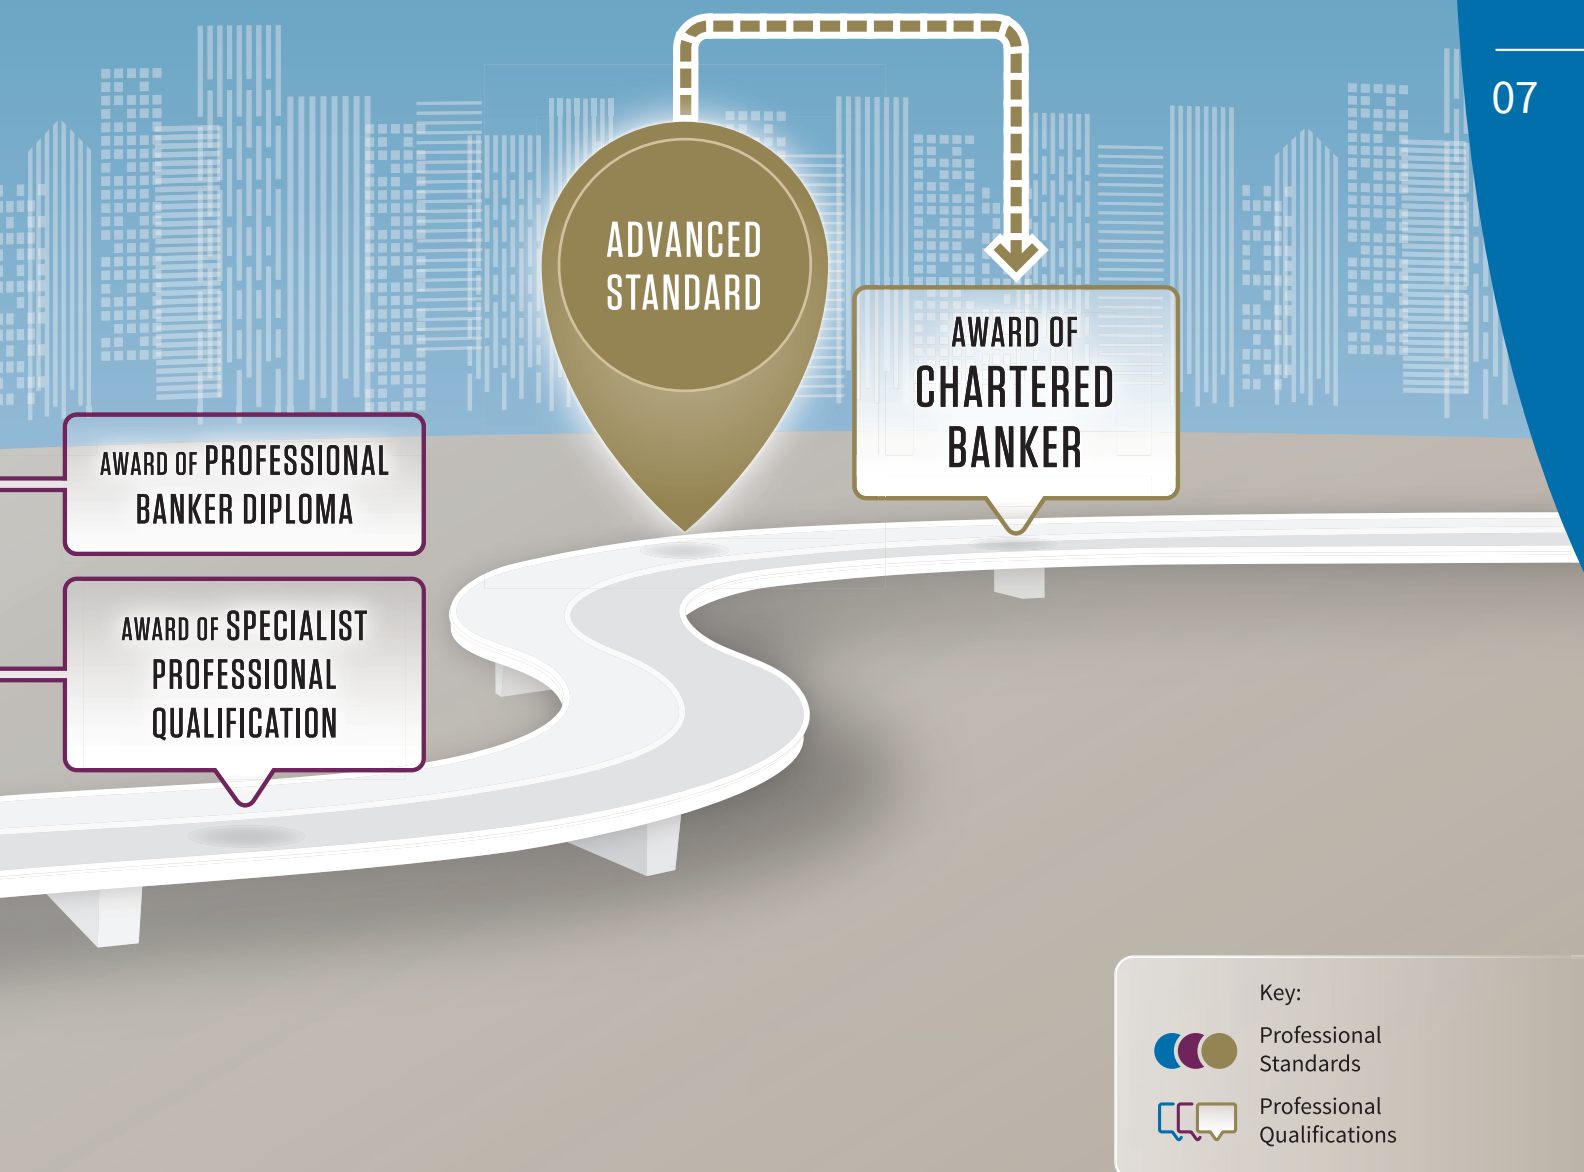 07
ADVANCED
STANDARD
AWARD OF
CHARTERED
BANKER
AWARD OF PROFESSIONAL
BANKER DIPLOMA
AWARD OF SPECIALIST
PROFESSIONAL
QUALIFICATION
Key:
Professional
Standards
Professional
Qualifications